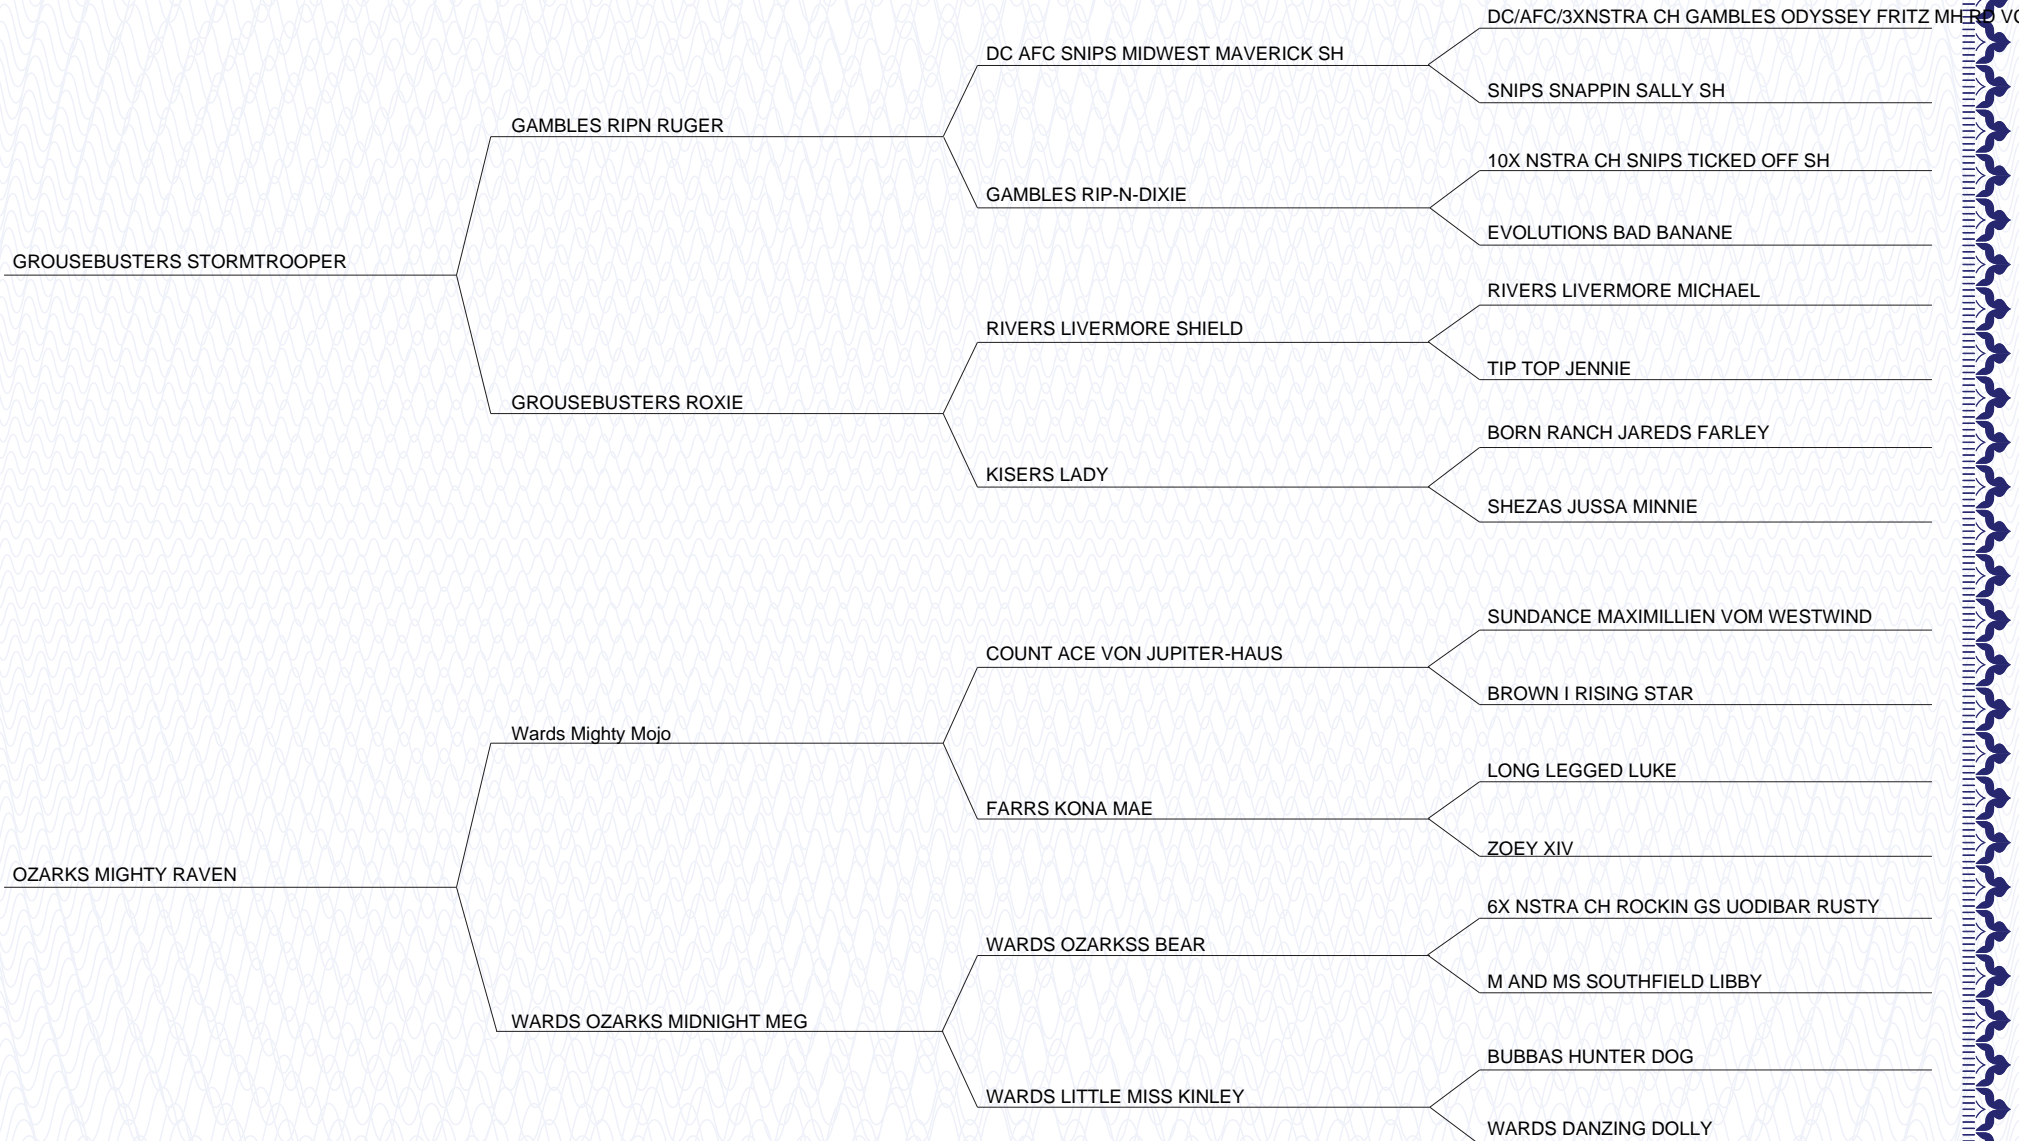 DC/AFC/3XNSTRA CH GAMBLES ODYSSEY FRITZ MH RD
DC AFC SNIPS MIDWEST MAVERICK SH
SNIPS SNAPPIN SALLY SH
GAMBLES RIPN RUGER
10X NSTRA CH SNIPS TICKED OFF SH
GAMBLES RIP-N-DIXIE
EVOLUTIONS BAD BANANE
GROUSEBUSTERS STORMTROOPER
RIVERS LIVERMORE MICHAEL
RIVERS LIVERMORE SHIELD
TIP TOP JENNIE
GROUSEBUSTERS ROXIE
BORN RANCH JAREDS FARLEY
KISERS LADY
SHEZAS JUSSA MINNIE
SUNDANCE MAXIMILLIEN VOM WESTWIND
COUNT ACE VON JUPITER-HAUS
BROWN I RISING STAR
Wards Mighty Mojo
LONG LEGGED LUKE
FARRS KONA MAE
ZOEY XIV
OZARKS MIGHTY RAVEN
6X NSTRA CH ROCKIN GS UODIBAR RUSTY
WARDS OZARKSS BEAR
M AND MS SOUTHFIELD LIBBY
WARDS OZARKS MIDNIGHT MEG
BUBBAS HUNTER DOG
WARDS LITTLE MISS KINLEY
WARDS DANZING DOLLY